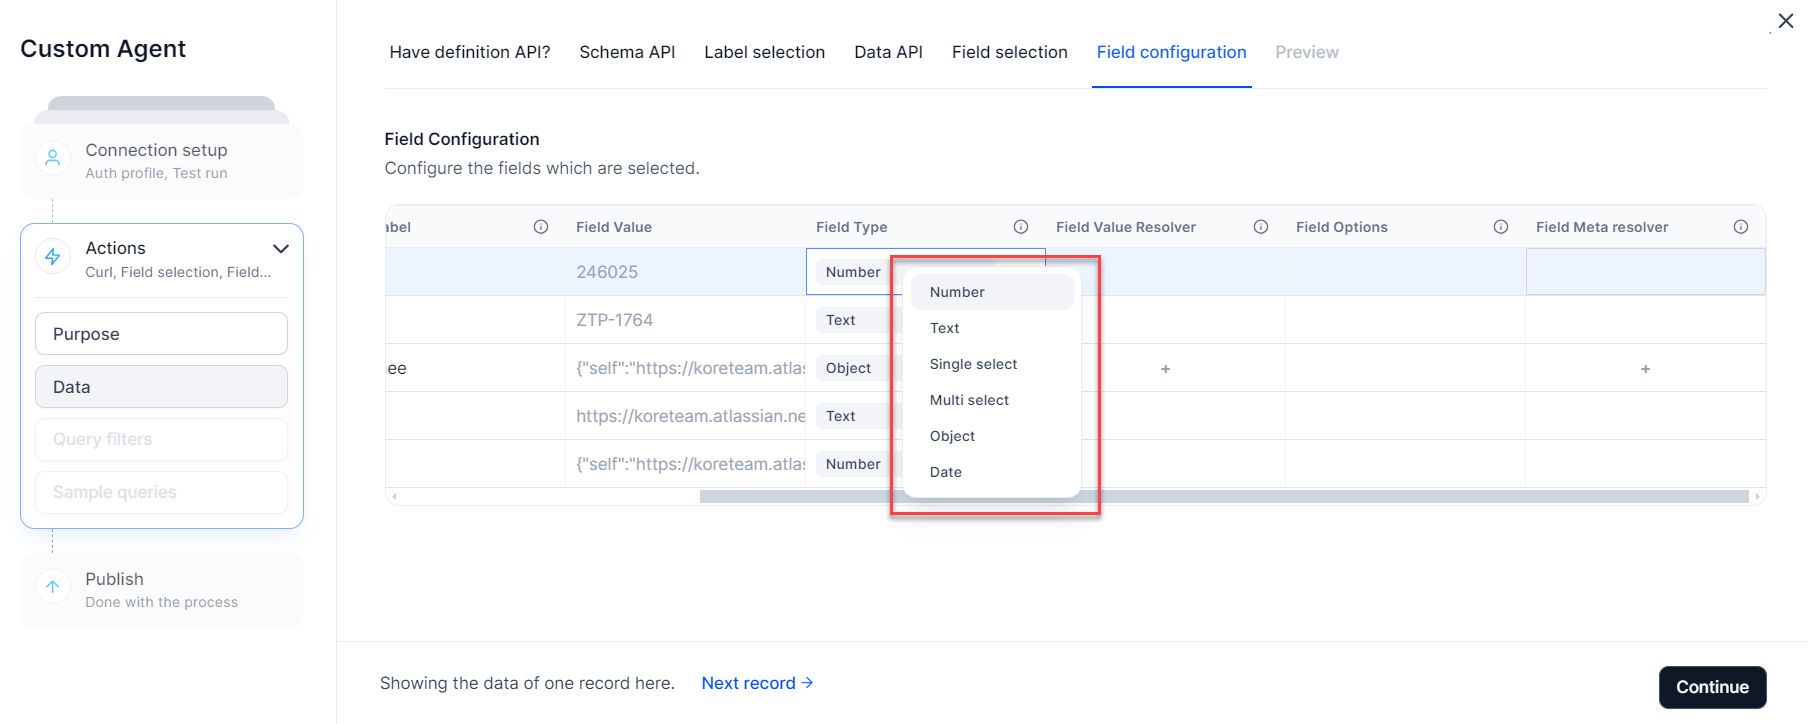 Custom Agent
Connection setup
Auth profile, Test run
Actions
Curl, Field selection, Field...
Purpose
Data
Query filters
Sample queries
Publish
Done with the process
Have definition API? Schema API Label selection Data API Field selection Field configuration Preview
Field Configuration
Configure the fields which are selected.
abel Field Value Field Type Field Value Resolver Field Options Field Meta resolver
246025 Number
ZTP-1764 Text
ee {"self":"https://koreteam.atlas Object + +
https://koreteam.atlassian.ne Text
{"self":"https://koreteam.atlas Number
Number
Text
Single select
Multi select
Object
Date
Showing the data of one record here. Next record →
Continue